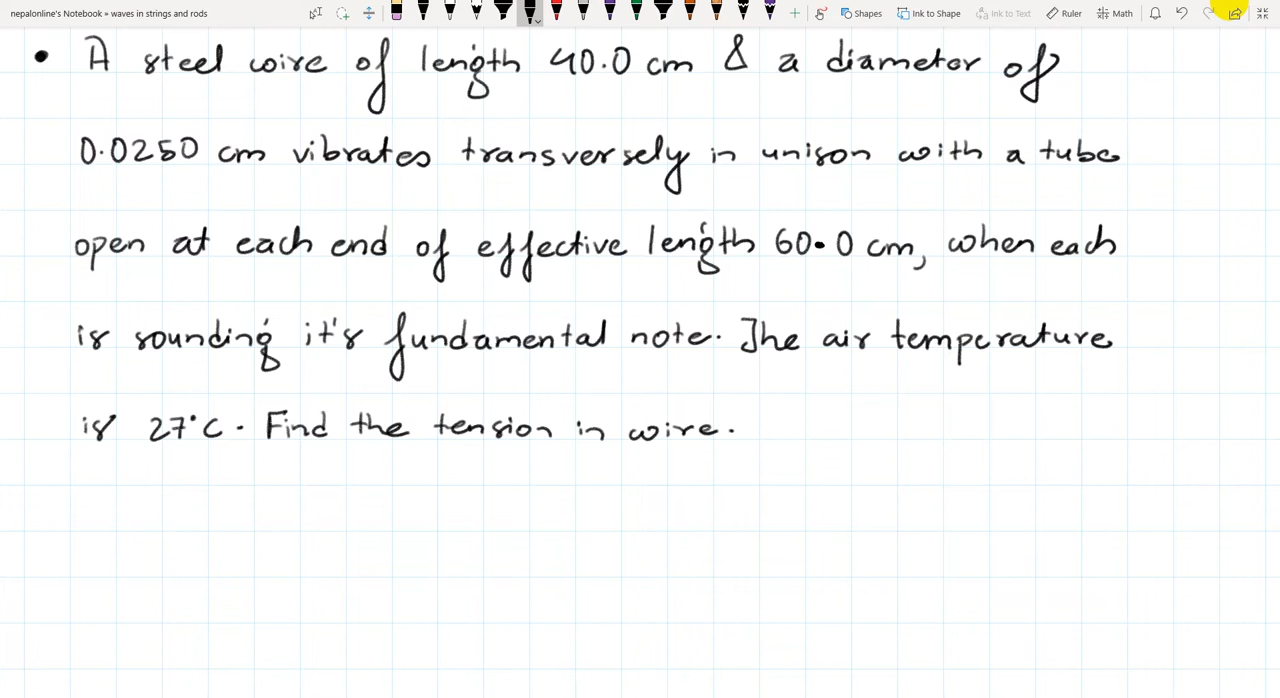 nepalonline's Notebook » waves in strings and rods
Shapes Ink to Shape Ink to Text Ruler Math
• A steel wire of length 40.0 cm & a diameter of
0.0250 cm vibrates transversely in unison with a tube
open at each end of effective length 60.0 cm, when each
is sounding it's fundamental note. The air temperature
is 27°C. Find the tension in wire.